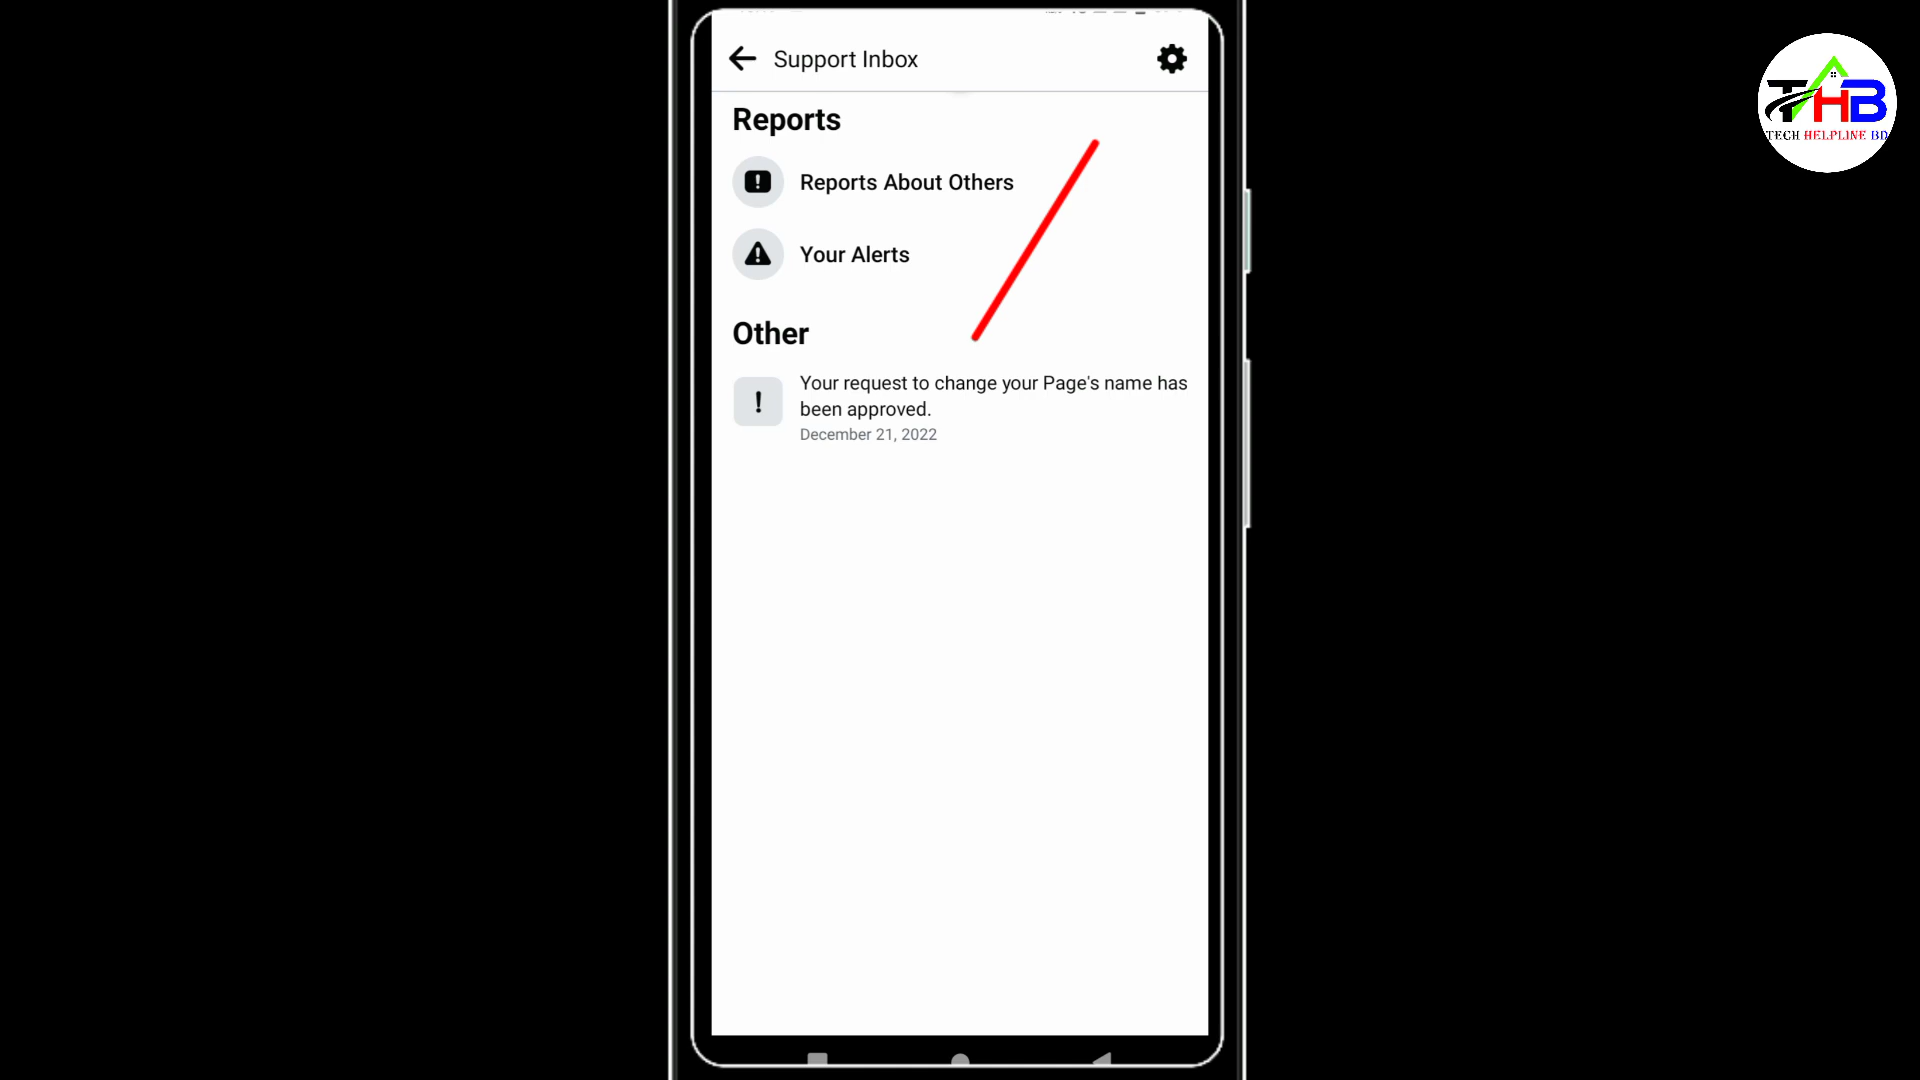 Support Inbox
Reports
Reports About Others
Your Alerts
Other
Your request to change your Page's name has
been approved.
December 21, 2022
THB
TECH HELPLINE BD